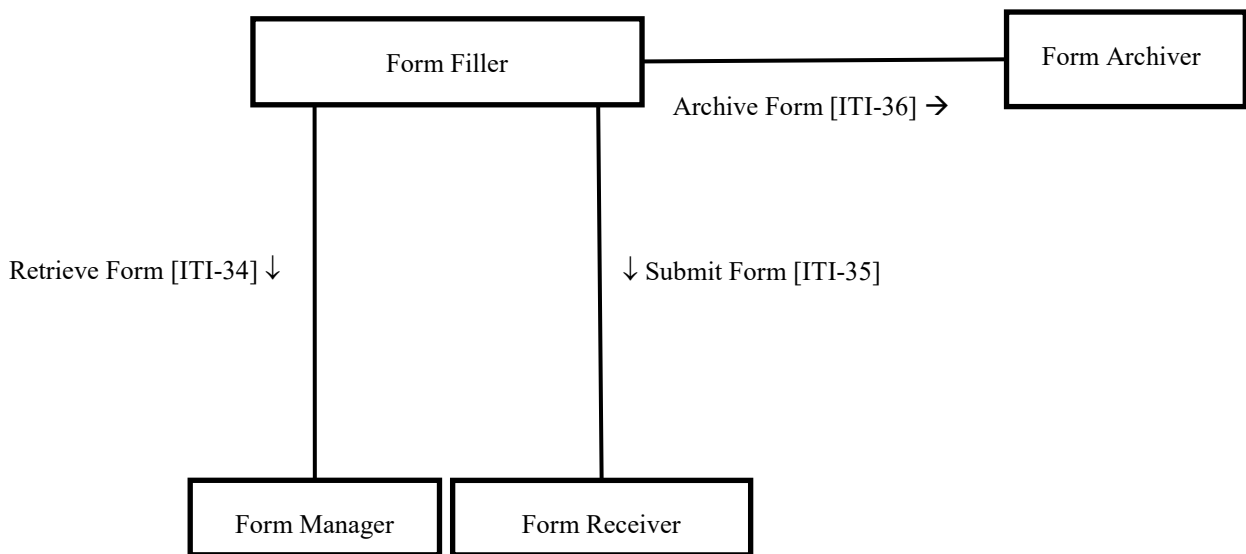 Form Filler
Form Archiver
Archive Form [ITI-36] →
Retrieve Form [ITI-34] ↓
↓ Submit Form [ITI-35]
Form Manager
Form Receiver